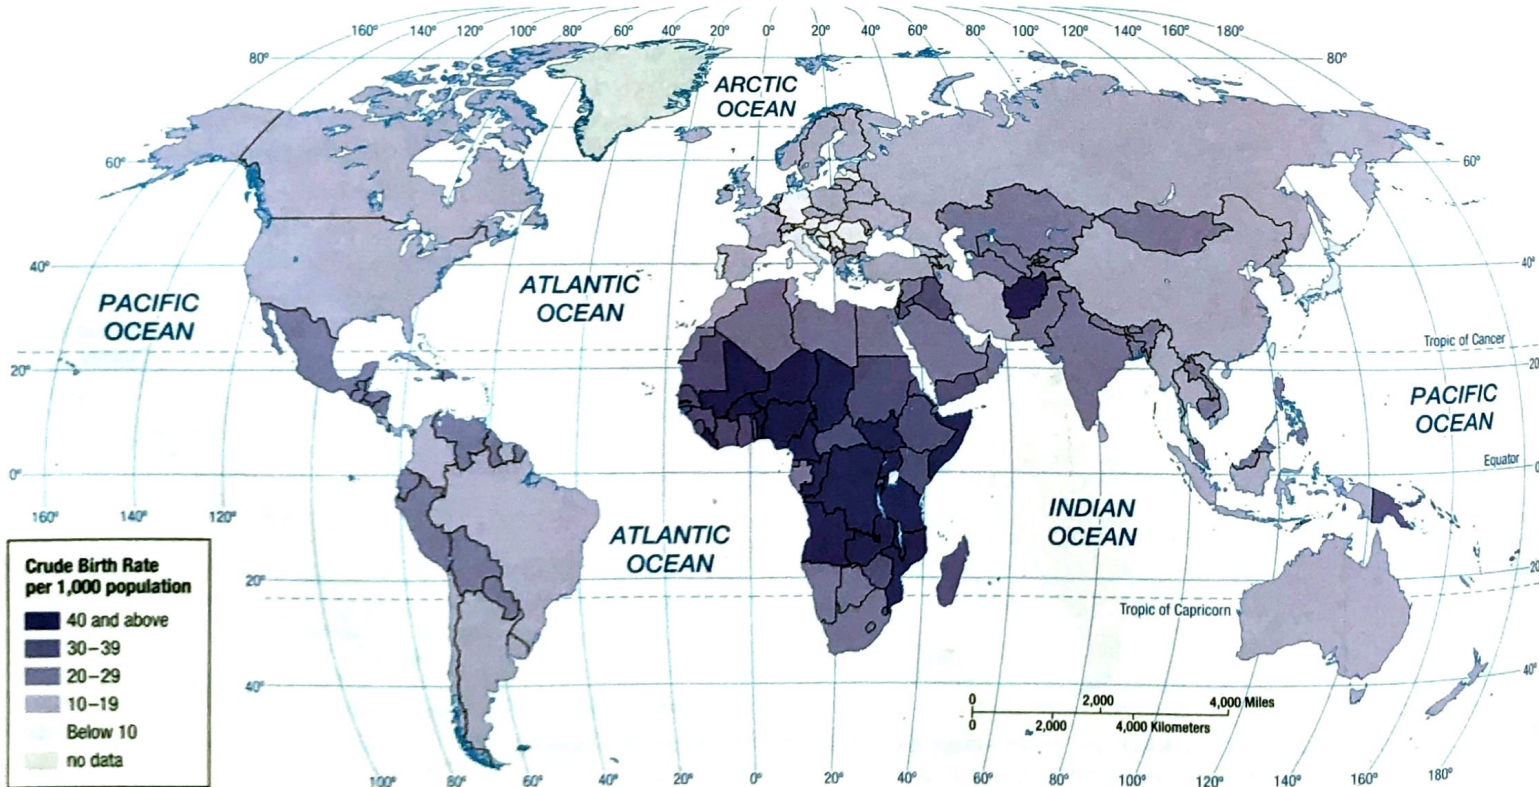 160° 140° 120° 100° 80° 60° 40° 20° 0° 20° 40° 60° 80° 100° 120° 140° 160°
80° 80°
ARCTIC
OCEAN
60° 60°
40° 40°
ATLANTIC
OCEAN
PACIFIC
OCEAN
Tropic of Cancer
20° 20
PACIFIC
OCEAN
Equator
0° 0
INDIAN
OCEAN
160° 140° 120°
ATLANTIC
OCEAN
20° 20
Tropic of Capricorn
40° 40°
Crude Birth Rate
per 1,000 population
40 and above
30–39
20–29
10–19
Below 10
no data
0 2,000 4,000 Miles
0 2,000 4,000 Kilometers
100° 80° 60° 40° 20° 0° 20° 40° 60° 80° 100° 120° 140° 160° 180°